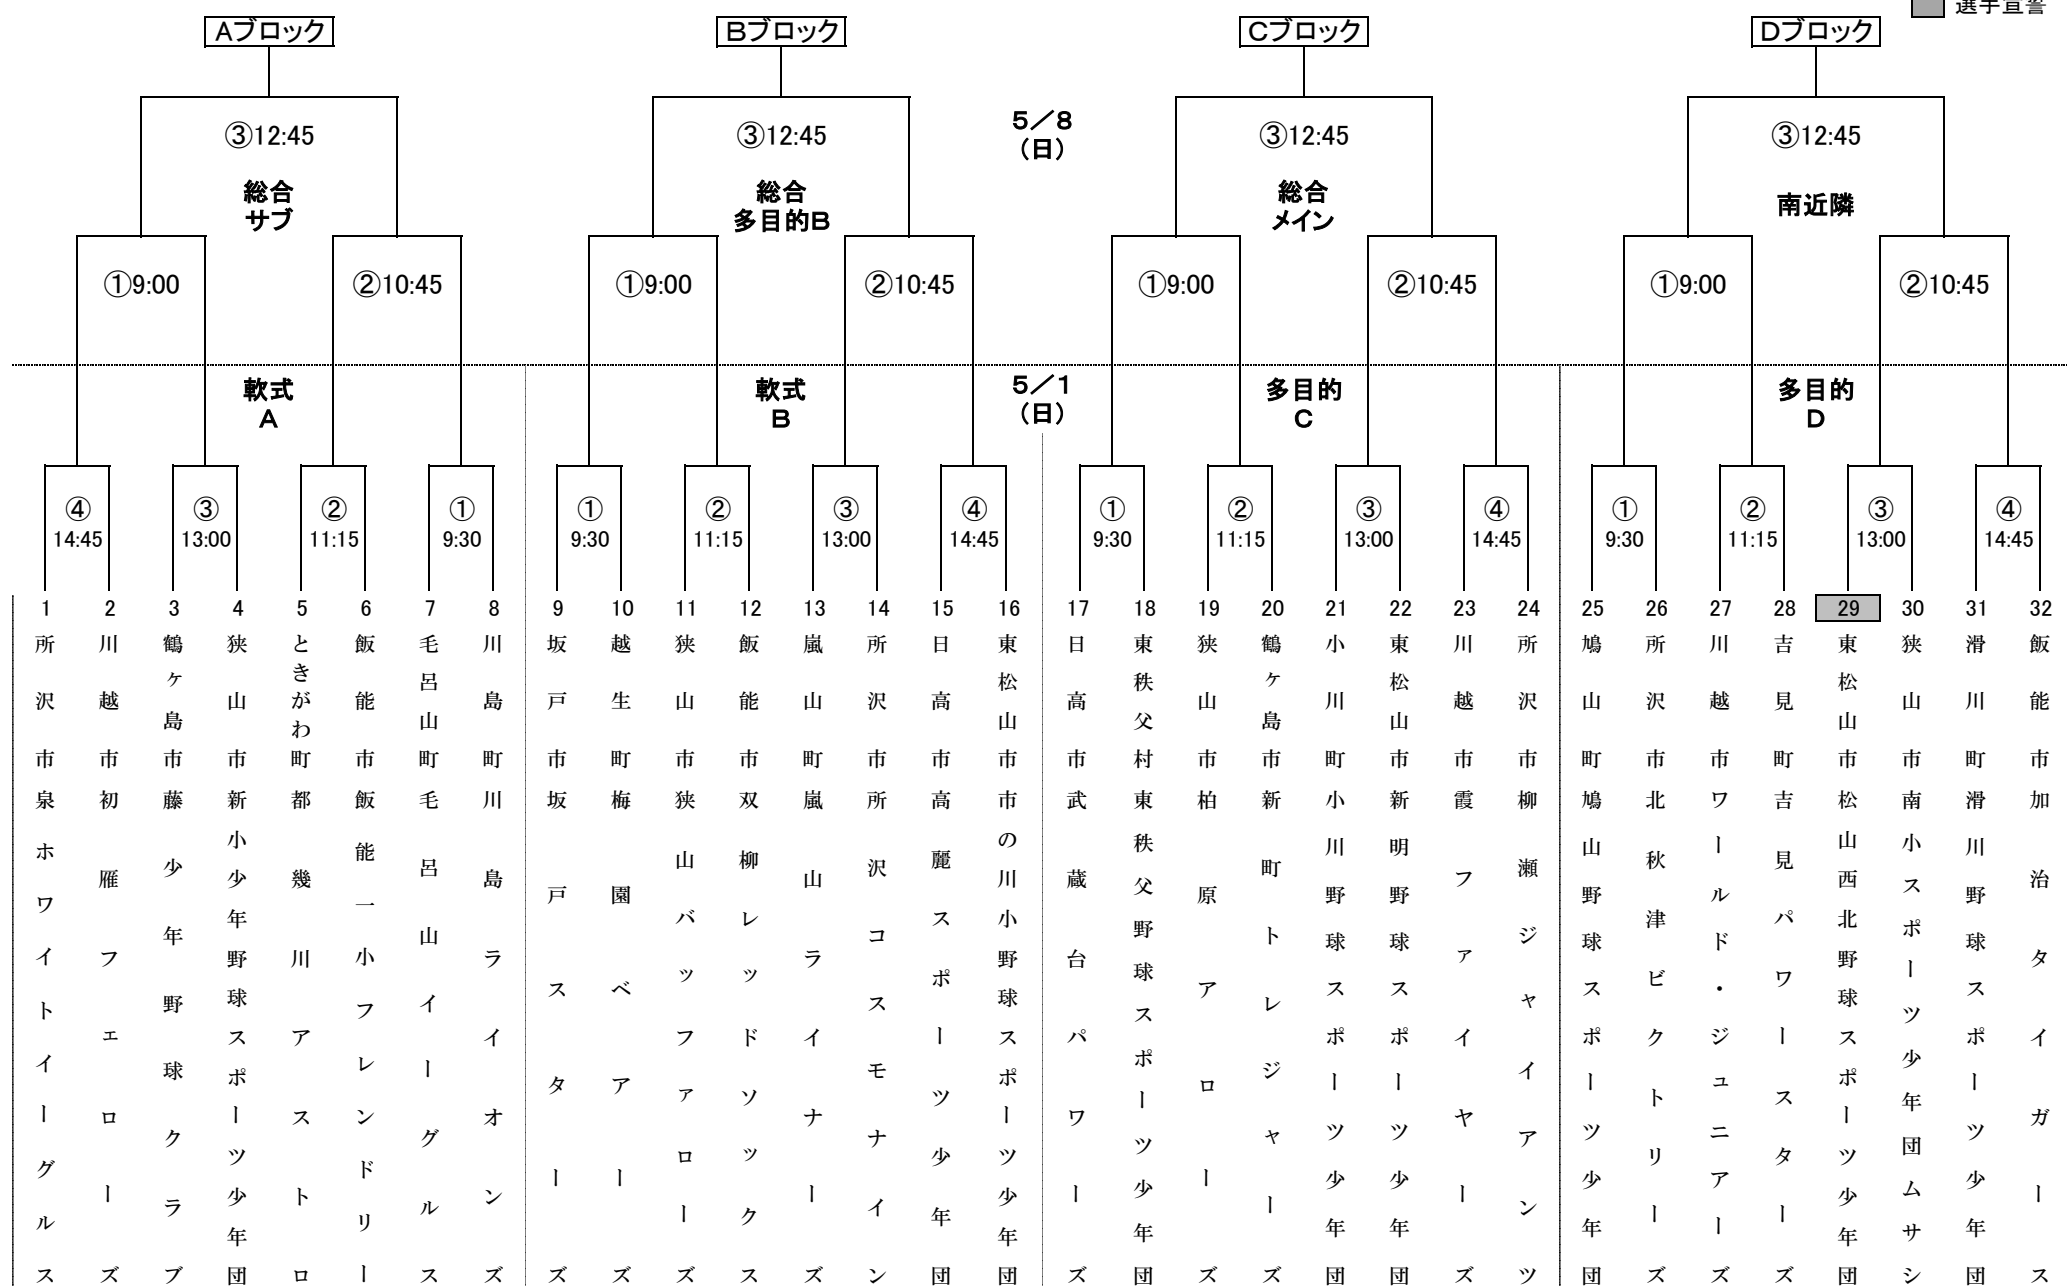 選手宣誓
Aブロック
Bブロック
Cブロック
Dブロック
③12:45
③12:45
5／8
（日）
③12:45
③12:45
総合
サブ
総合
多目的B
総合
メイン
南近隣
①9:00
②10:45
①9:00
②10:45
①9:00
②10:45
①9:00
②10:45
軟式
A
軟式
B
5／1
（日）
多目的
C
多目的
D
④
14:45
③
13:00
②
11:15
①
9:30
①
9:30
②
11:15
③
13:00
④
14:45
①
9:30
②
11:15
③
13:00
④
14:45
①
9:30
②
11:15
③
13:00
④
14:45
1
所沢市
泉ホワイトイーグルス
2
川越市
初雁フェローズ
3
鶴ヶ島市
藤少年野球クラブ
4
狭山市
新小少年野球スポーツ少年団
5
ときがわ町
都幾川アストロ
6
飯能市
飯能一小フレンドリー
7
毛呂山町
毛呂山イーグルス
8
川島町
川島ライオンズ
9
坂戸市
坂戸スターズ
10
越生町
梅園ベアーズ
11
狭山市
狭山バッファローズ
12
飯能市
双柳レッドソックス
13
嵐山町
嵐山ライナーズ
14
所沢市
所沢コスモナイン
15
日高市
高麗スポーツ少年団
16
東松山市
市の川小野球スポーツ少年団
17
日高市
武蔵台パワーズ
18
東秩父村
東秩父野球スポーツ少年団
19
狭山市
柏原アローズ
20
鶴ヶ島市
新町トレジャーズ
21
小川町
小川野球スポーツ少年団
22
東松山市
新明野球スポーツ少年団
23
川越市
霞ファイヤーズ
24
所沢市
柳瀬ジャイアンツ
25
鳩山町
鳩山野球スポーツ少年団
26
所沢市
北秋津ビクトリーズ
27
川越市
ワールド・ジュニアーズ
28
吉見町
吉見パワースターズ
29
東松山市
松山西北野球スポーツ少年団
30
狭山市
南小スポーツ少年団ムサシ
31
滑川町
滑川野球スポーツ少年団
32
飯能市
加治タイガース